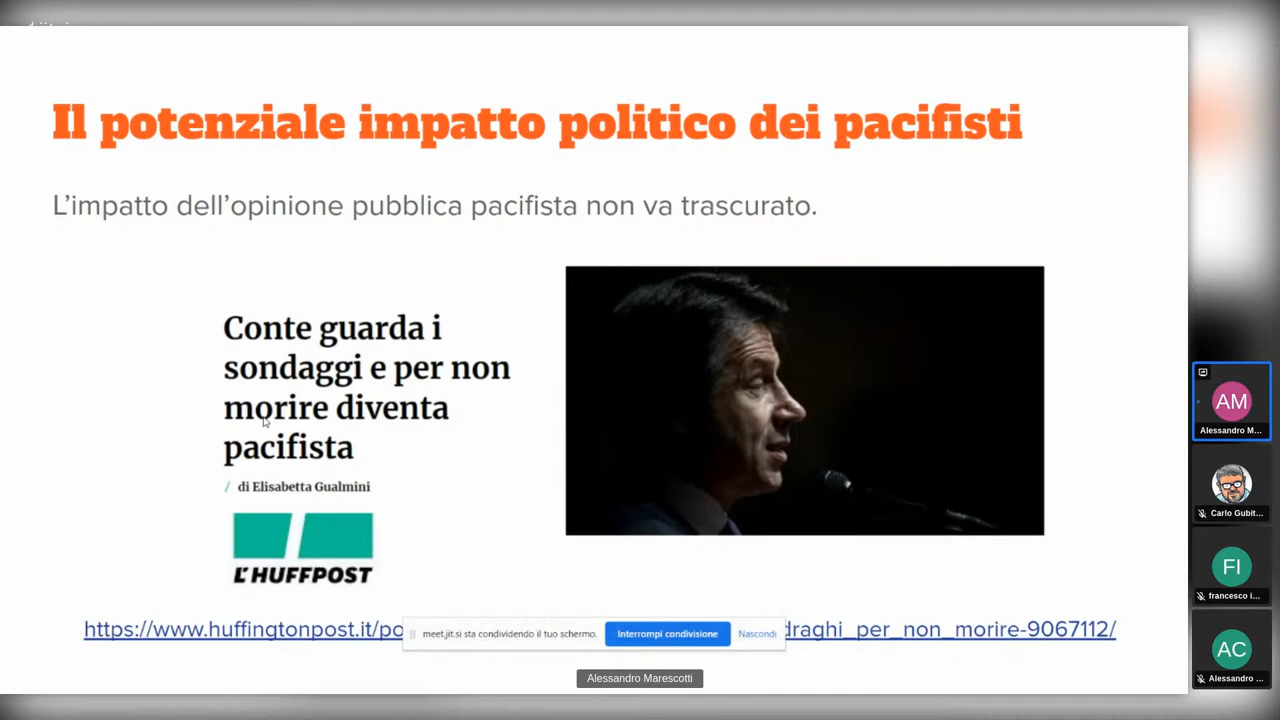 Il potenziale impatto politico dei pacifisti
L’impatto dell’opinione pubblica pacifista non va trascurato.
Conte guarda i
sondaggi e per non
morire diventa
pacifista
/ di Elisabetta Gualmini
L'HUFFPOST
https://www.huffingtonpost.it/po
draghi_per_non_morire-9067112/
meet.jit.si sta condividendo il tuo schermo.
Interrompi condivisione
Nascondi
Alessandro Marescotti
AM
Alessandro M...
Carlo Gubit...
FI
francesco i...
AC
Alessandro ...